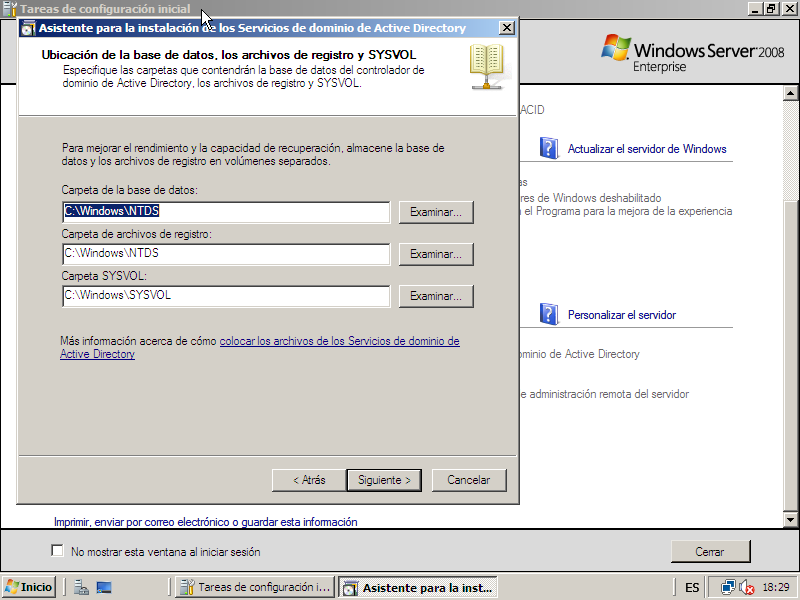 Tareas de configuración inicial
Asistente para la instalación de los Servicios de dominio de Active Directory
Ubicación de la base de datos, los archivos de registro y SYSVOL
Especifique las carpetas que contendrán la base de datos del controlador de
dominio de Active Directory, los archivos de registro y SYSVOL.
Windows Server 2008
Enterprise
Para mejorar el rendimiento y la capacidad de recuperación, almacene la base de
datos y los archivos de registro en volúmenes separados.
Carpeta de la base de datos:
C:\Windows\NTDS
Examinar...
Carpeta de archivos de registro:
C:\Windows\NTDS
Examinar...
Carpeta SYSVOL:
C:\Windows\SYSVOL
Examinar...
Más información acerca de cómo colocar los archivos de los Servicios de dominio de
Active Directory
< Atrás
Siguiente >
Cancelar
ACID
Actualizar el servidor de Windows
as
res de Windows deshabilitado
el Programa para la mejora de la experiencia
Personalizar el servidor
ominio de Active Directory
e administración remota del servidor
Imprimir, enviar por correo electrónico o guardar esta información
No mostrar esta ventana al iniciar sesión
Cerrar
Inicio
Tareas de configuración i...
Asistente para la inst...
ES
18:29